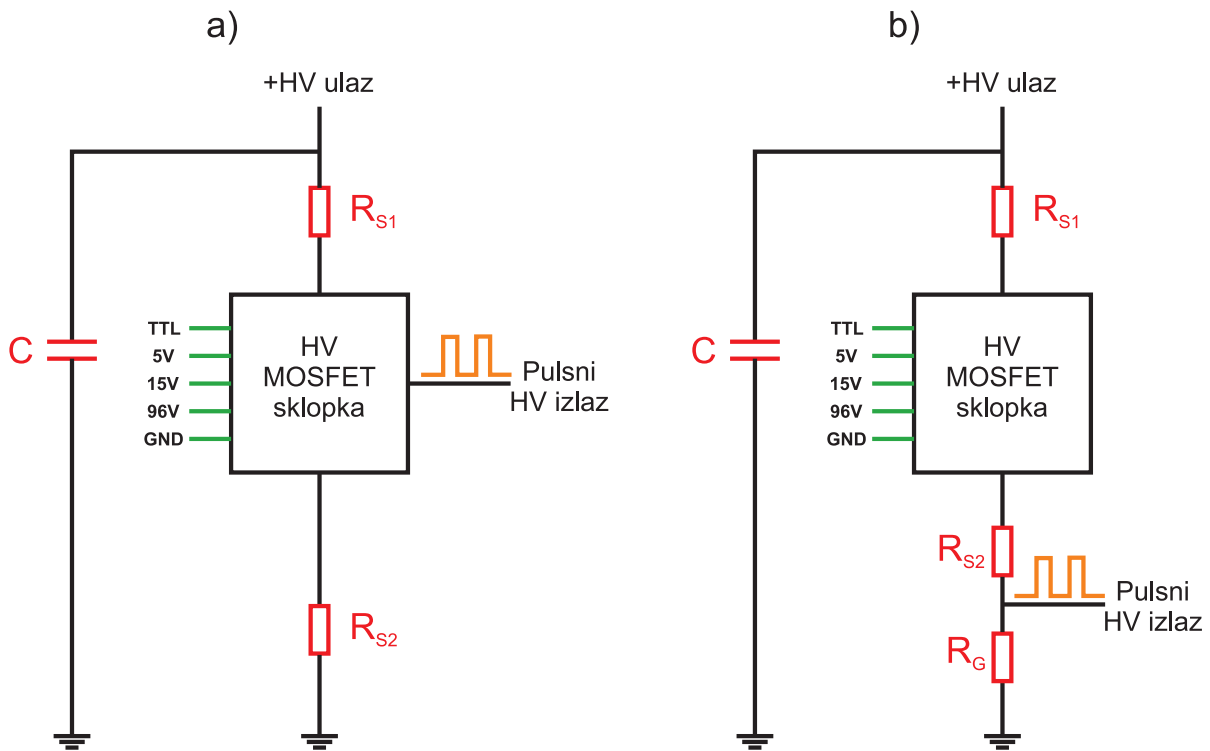 a)
+HV ulaz
RS1
C
TTL
5V
15V
96V
GND
HV
MOSFET
sklopka
Pulsni
HV izlaz
RS2
b)
+HV ulaz
RS1
C
TTL
5V
15V
96V
GND
HV
MOSFET
sklopka
RS2
Pulsni
HV izlaz
RG